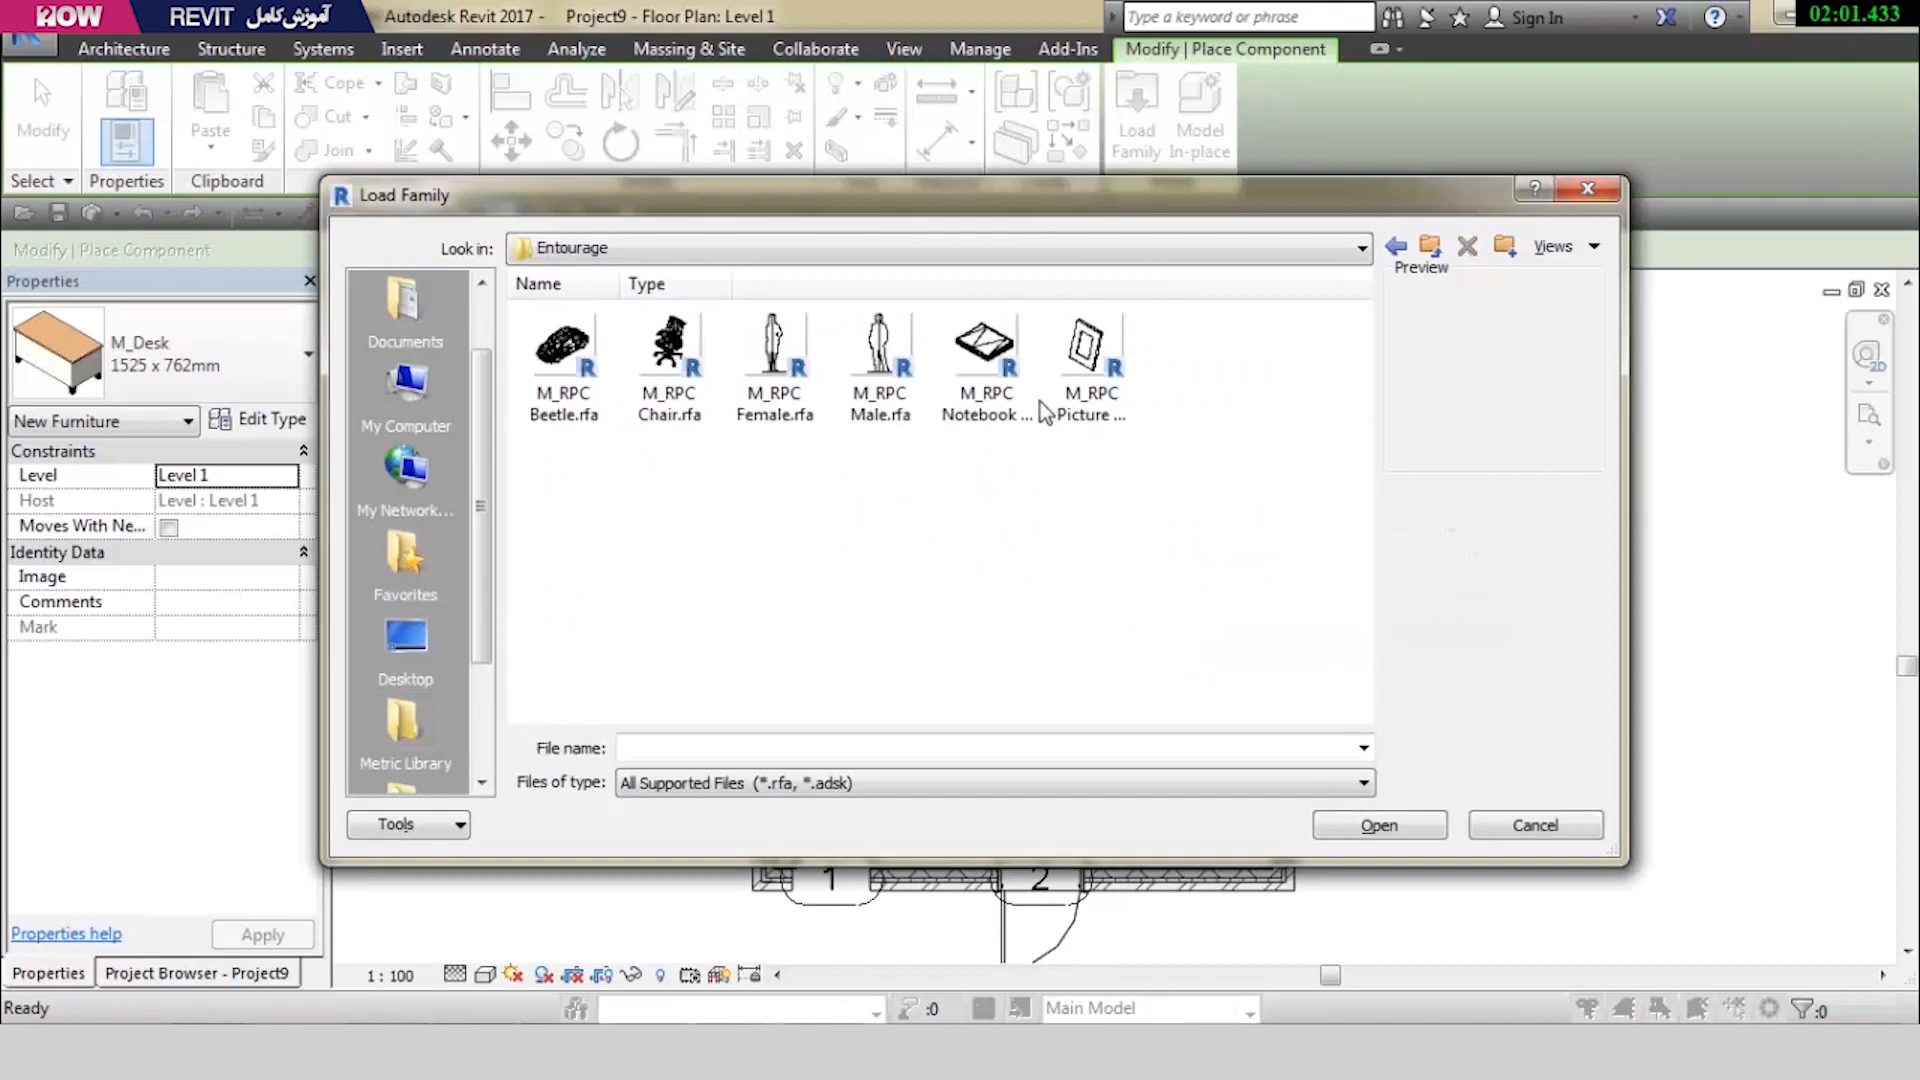 2NOW REVIT آموزش کامل Autodesk Revit 2017 - Project9 - Floor Plan: Level 1 Type a keyword or phrase Sign In 02:01.433
Architecture Structure Systems Insert Annotate Analyze Massing & Site Collaborate View Manage Add-Ins Modify | Place Component
Cope
Cut
Modify Paste Load Family Model In-place
Join
Select Properties Clipboard
Load Family
Modify | Place Component
Look in: Entourage Views
Properties
Preview
Name Type
M_Desk
1525 x 762mm
Documents
M_RPC Beetle.rfa
M_RPC Chair.rfa
M_RPC Female.rfa
M_RPC Male.rfa
M_RPC Notebook ...
M_RPC Picture ...
New Furniture Edit Type
My Computer
Constraints
Level Level 1
Host Level : Level 1
My Network...
Moves With Ne...
Identity Data
Image
Favorites
Comments
Mark
Desktop
File name:
Metric Library
Files of type: All Supported Files (*.rfa, *.adsk)
Tools Open Cancel
1 2
Properties help Apply
Properties Project Browser - Project9 1 : 100
Ready :0 Main Model :0
2D